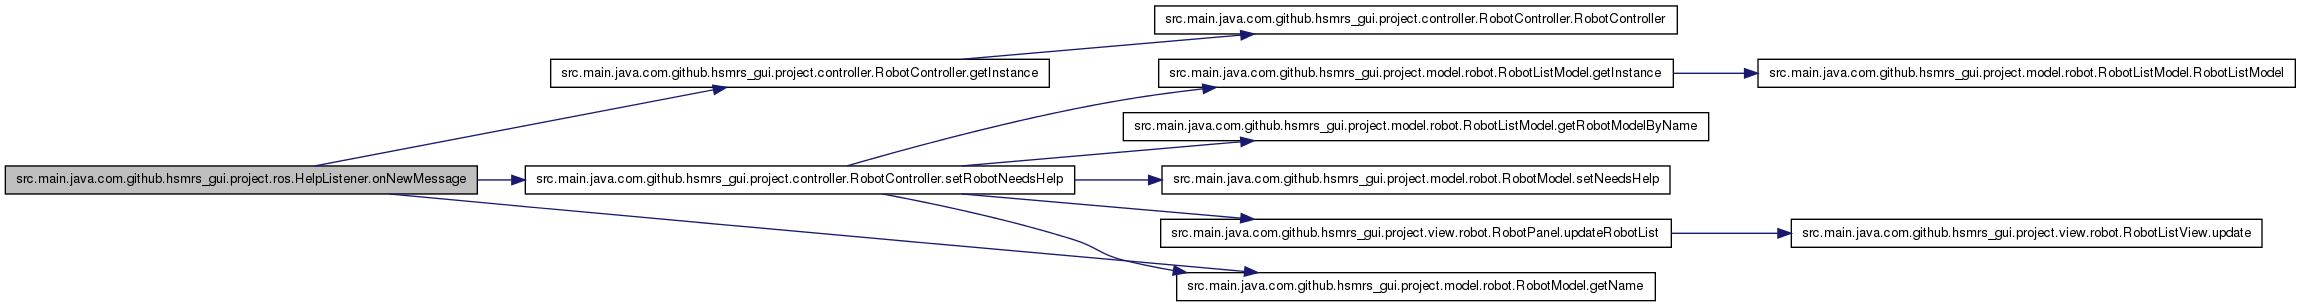 src.main.java.com.github.hsmrs_gui.project.controller.RobotController.RobotController
src.main.java.com.github.hsmrs_gui.project.controller.RobotController.getInstance
src.main.java.com.github.hsmrs_gui.project.model.robot.RobotListModel.getInstance
src.main.java.com.github.hsmrs_gui.project.model.robot.RobotListModel.RobotListModel
src.main.java.com.github.hsmrs_gui.project.model.robot.RobotListModel.getRobotModelByName
src.main.java.com.github.hsmrs_gui.project.ros.HelpListener.onNewMessage
src.main.java.com.github.hsmrs_gui.project.controller.RobotController.setRobotNeedsHelp
src.main.java.com.github.hsmrs_gui.project.model.robot.RobotModel.setNeedsHelp
src.main.java.com.github.hsmrs_gui.project.view.robot.RobotPanel.updateRobotList
src.main.java.com.github.hsmrs_gui.project.view.robot.RobotListView.update
src.main.java.com.github.hsmrs_gui.project.model.robot.RobotModel.getName